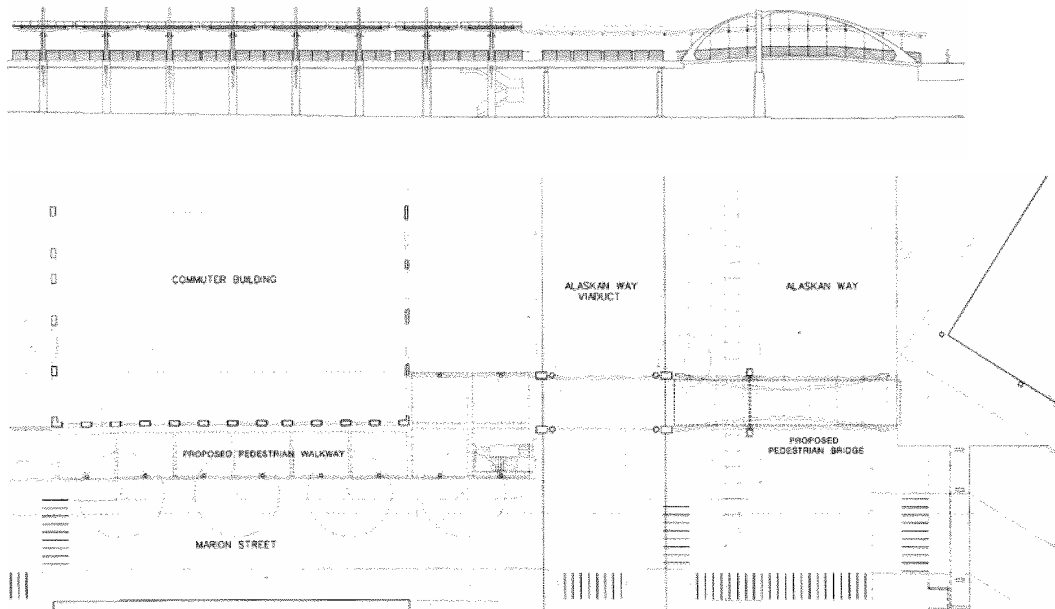 COMMUTER BUILDING
ALASKAN WAY
VIADUCT
ALASKAN WAY
PROPOSED PEDESTRIAN WALKWAY
PROPOSED
PEDESTRIAN BRIDGE
MARION STREET